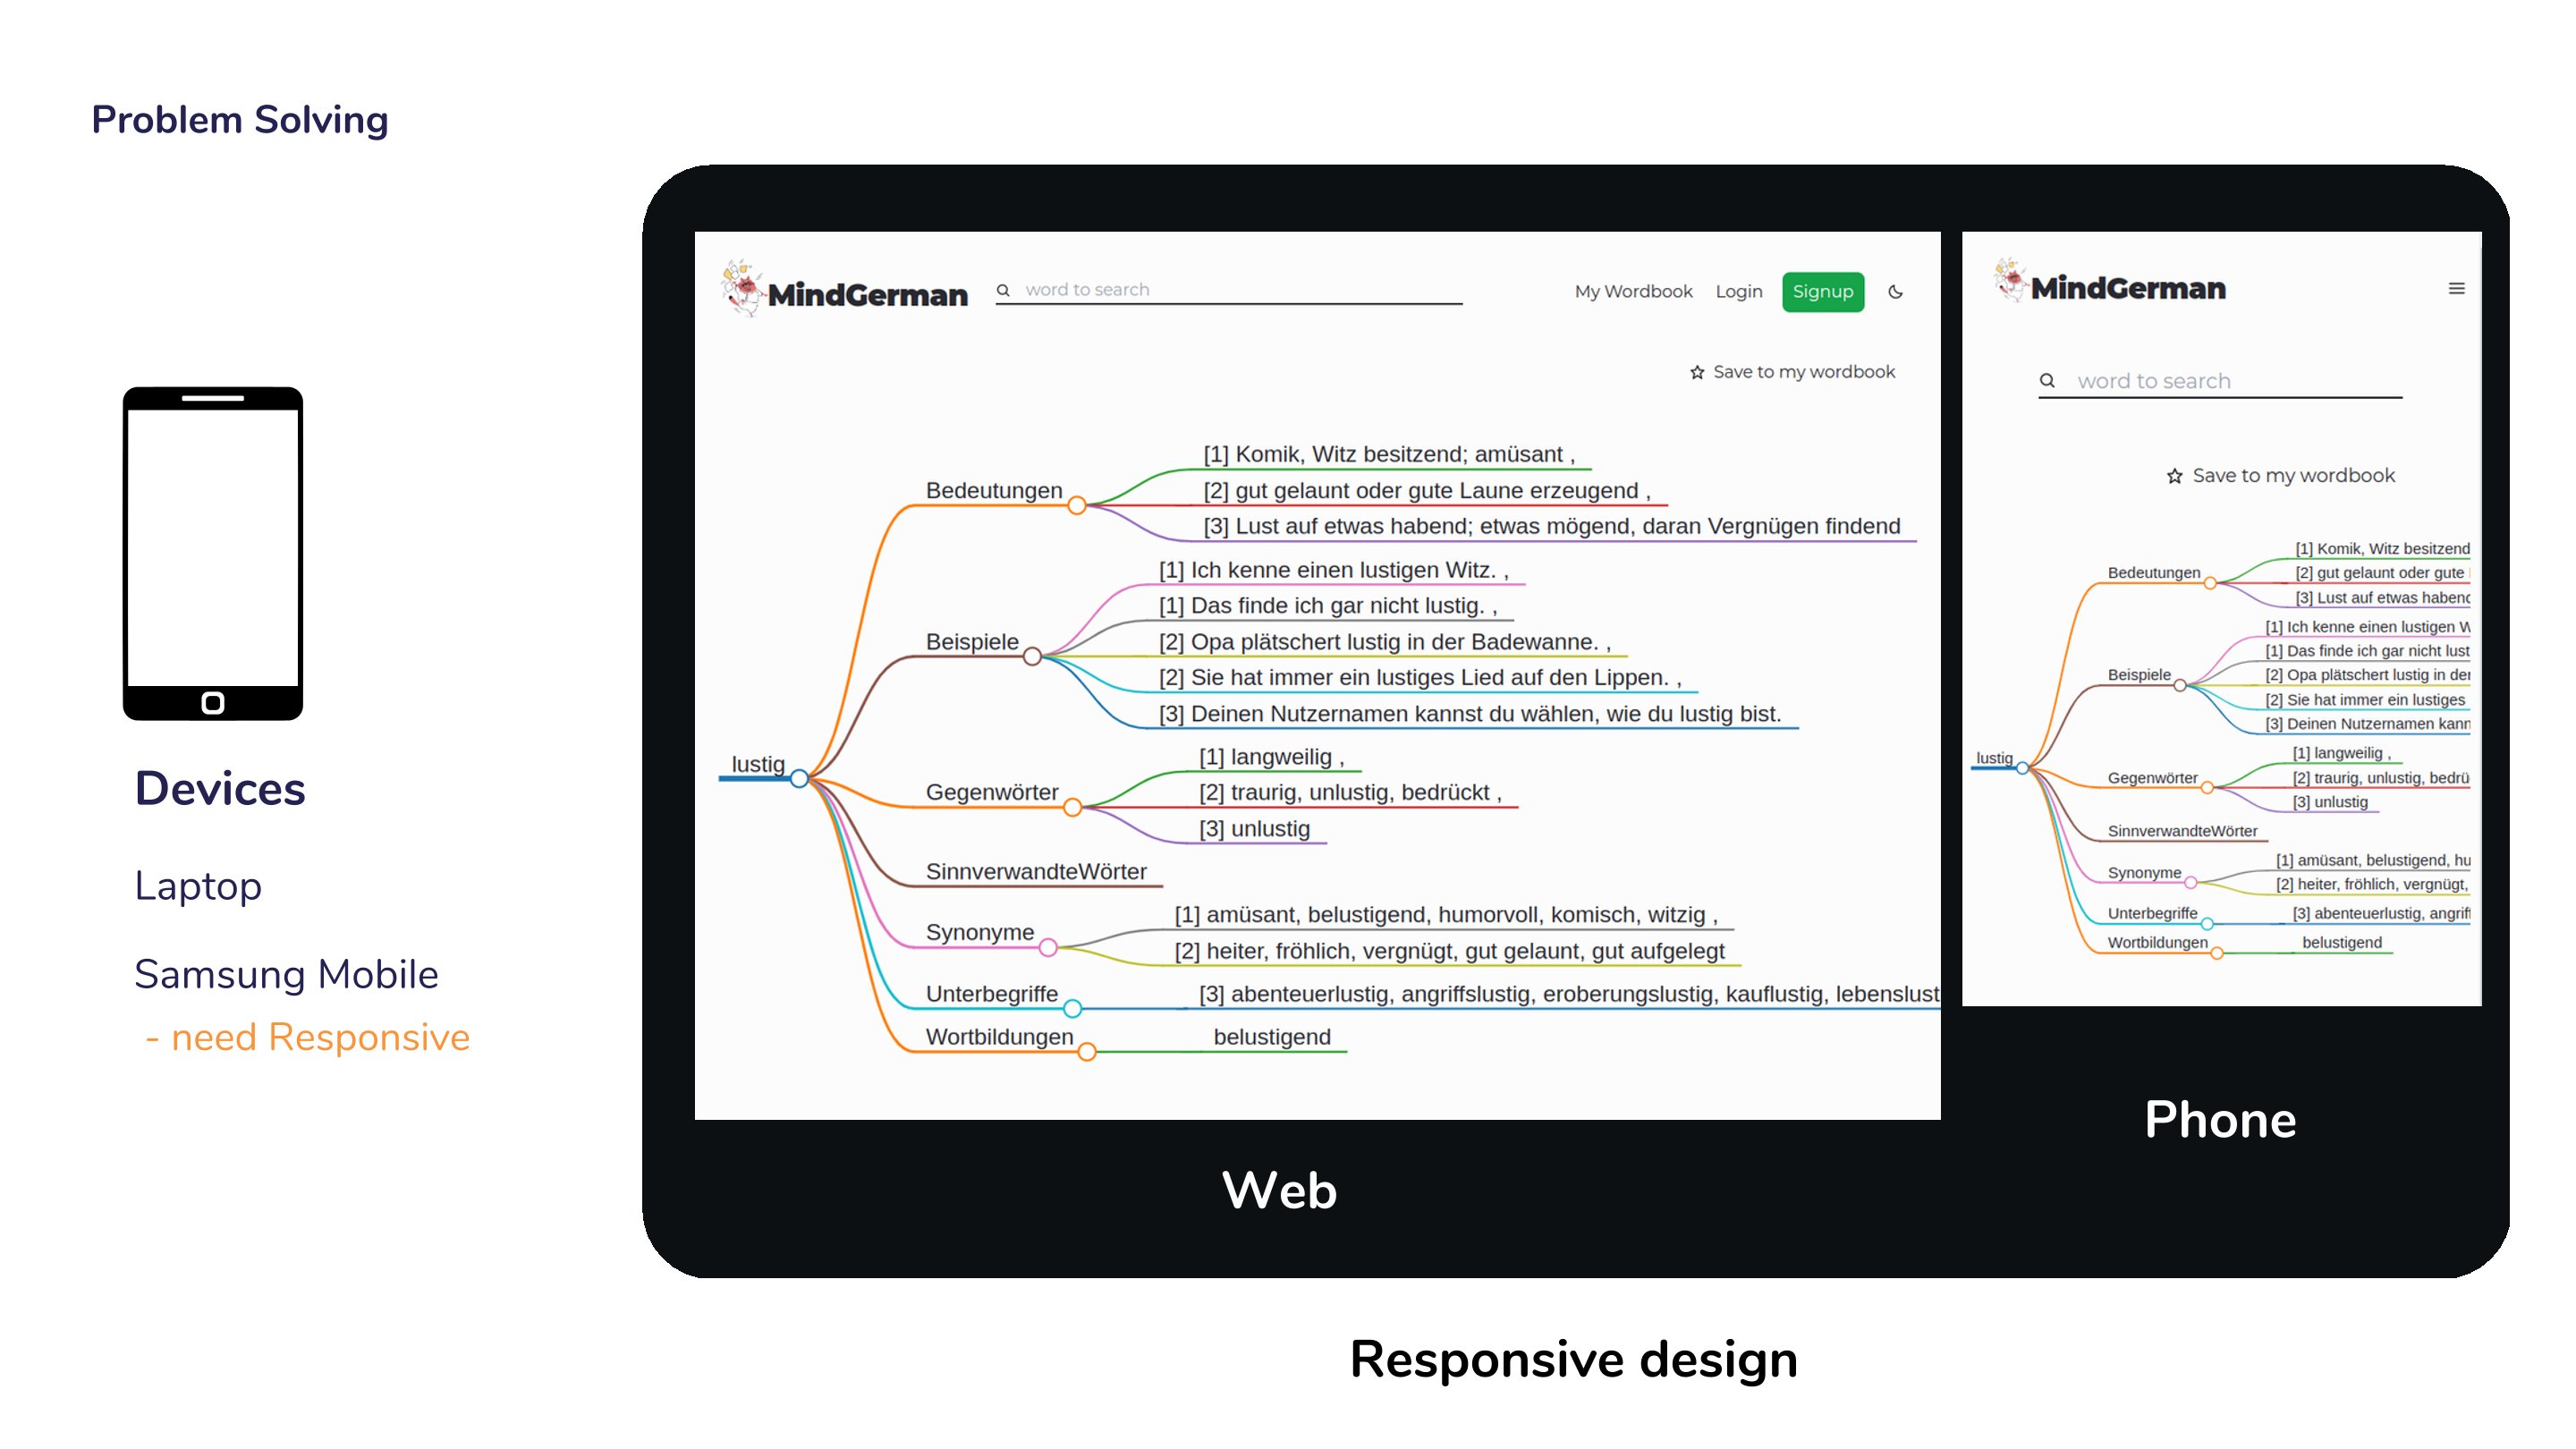 Problem Solving
Devices
Laptop
Samsung Mobile
- need Responsive
MindGerman
word to search
My Wordbook
Login
Signup
Save to my wordbook
lustig
Bedeutungen
[1] Komik, Witz besitzend; amüsant ,
[2] gut gelaunt oder gute Laune erzeugend ,
[3] Lust auf etwas habend; etwas mögend, daran Vergnügen findend
Beispiele
[1] Ich kenne einen lustigen Witz. ,
[1] Das finde ich gar nicht lustig. ,
[2] Opa plätschert lustig in der Badewanne. ,
[2] Sie hat immer ein lustiges Lied auf den Lippen. ,
[3] Deinen Nutzernamen kannst du wählen, wie du lustig bist.
Gegenwörter
[1] langweilig ,
[2] traurig, unlustig, bedrückt ,
[3] unlustig
SinnverwandteWörter
Synonyme
[1] amüsant, belustigend, humorvoll, komisch, witzig ,
[2] heiter, fröhlich, vergnügt, gut gelaunt, gut aufgelegt
Unterbegriffe
[3] abenteuerlustig, angriffslustig, eroberungslustig, kauflustig, lebenslust
Wortbildungen
belustigend
Web
MindGerman
word to search
Save to my wordbook
lustig
Bedeutungen
[1] Komik, Witz besitzend
[2] gut gelaunt oder gute
[3] Lust auf etwas habend
Beispiele
[1] Ich kenne einen lustigen W
[1] Das finde ich gar nicht lust
[2] Opa plätschert lustig in der
[2] Sie hat immer ein lustiges
[3] Deinen Nutzernamen kann
Gegenwörter
[1] langweilig ,
[2] traurig, unlustig, bedrü
[3] unlustig
SinnverwandteWörter
Synonyme
[1] amüsant, belustigend, hu
[2] heiter, fröhlich, vergnügt,
Unterbegriffe
[3] abenteuerlustig, angriff
Wortbildungen
belustigend
Phone
Responsive design